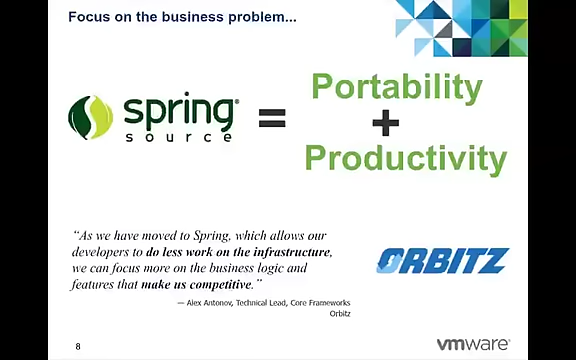 Focus on the business problem...
spring
source
=
Portability
+
Productivity
“As we have moved to Spring, which allows our
developers to do less work on the infrastructure,
we can focus more on the business logic and
features that make us competitive.”
— Alex Antonov, Technical Lead, Core Frameworks
Orbitz
ORBITZ
8
vmware